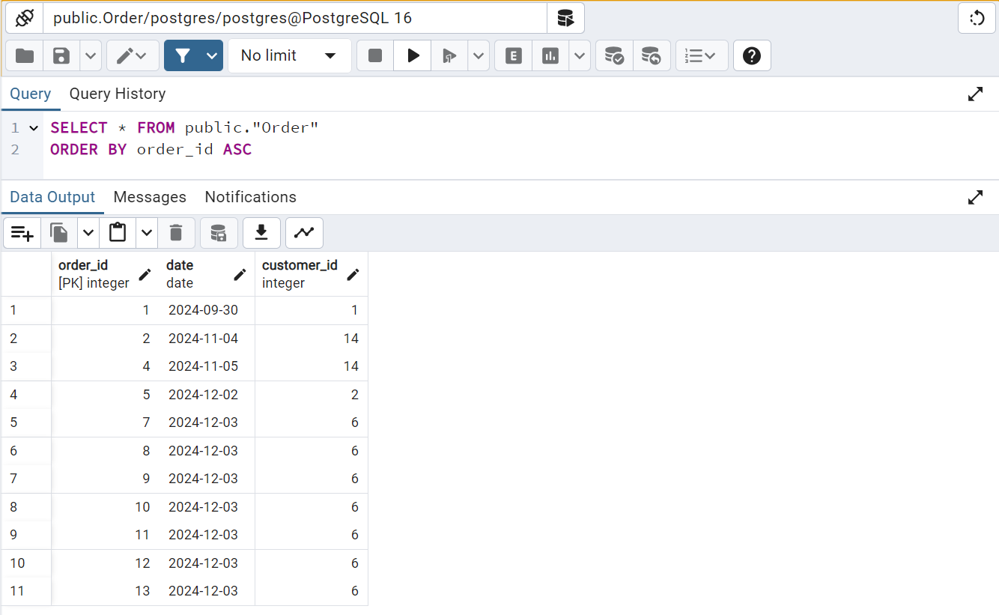 public.Order/postgres/postgres@PostgreSQL 16
No limit
E
Query Query History
1 SELECT * FROM public."Order"
2 ORDER BY order_id ASC
Data Output Messages Notifications
order_id date customer_id
[PK] integer date integer
1 1 2024-09-30 1
2 2 2024-11-04 14
3 4 2024-11-05 14
4 5 2024-12-02 2
5 7 2024-12-03 6
6 8 2024-12-03 6
7 9 2024-12-03 6
8 10 2024-12-03 6
9 11 2024-12-03 6
10 12 2024-12-03 6
11 13 2024-12-03 6